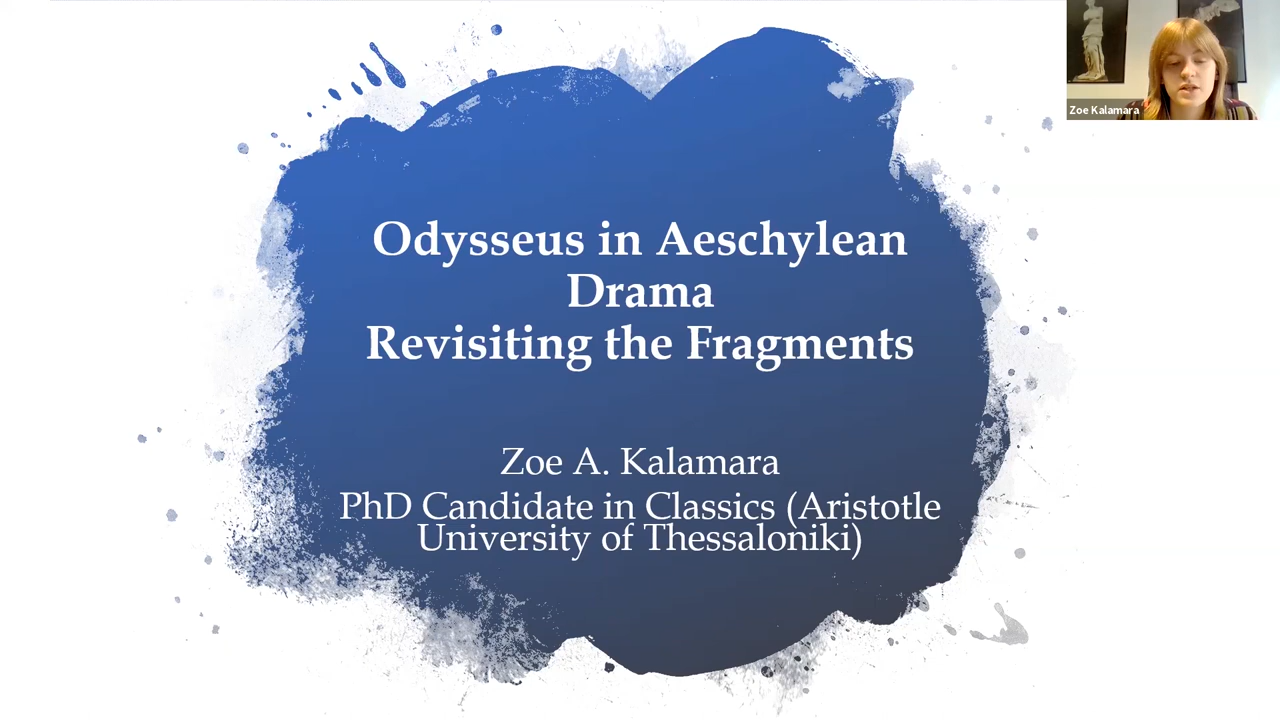 Zoe Kalamara
Odysseus in Aeschylean
Drama
Revisiting the Fragments
Zoe A. Kalamara
PhD Candidate in Classics (Aristotle
University of Thessaloniki)